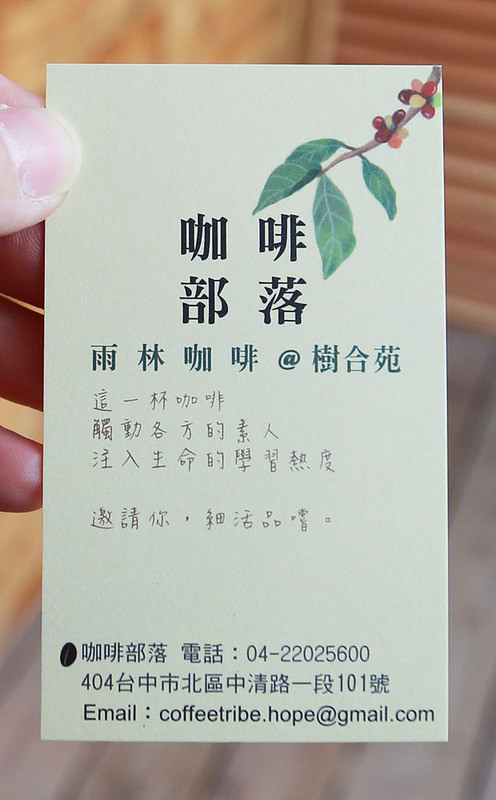 咖啡
部落
雨林咖啡@樹合苑
這一杯咖啡
觸動各方的素人
注入生命的學習熱度
邀請你，細活品嚐。
咖啡部落 電話：04-22025600
404台中市北區中清路一段101號
Email：coffeetribe.hope@gmail.com